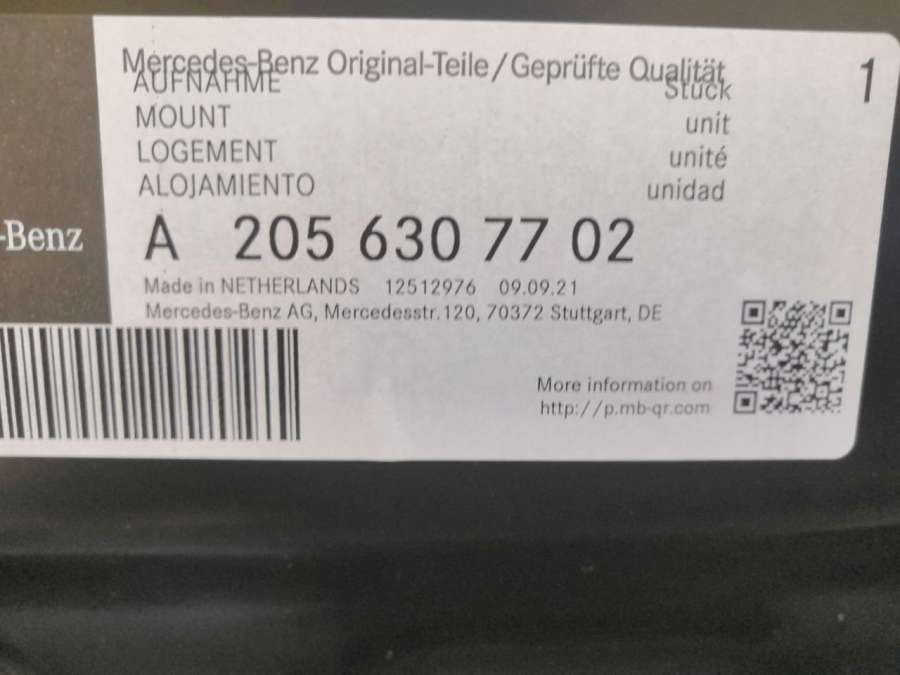 Mercedes-Benz Original-Teile/Geprüfte Qualität
1
AUFNAHME Stück
MOUNT unit
LOGEMENT unité
ALOJAMIENTO unidad
-Benz
A 205 630 77 02
Made in NETHERLANDS 12512976 09.09.21
Mercedes-Benz AG, Mercedesstr.120, 70372 Stuttgart, DE
More information on
http://p.mb-qr.com